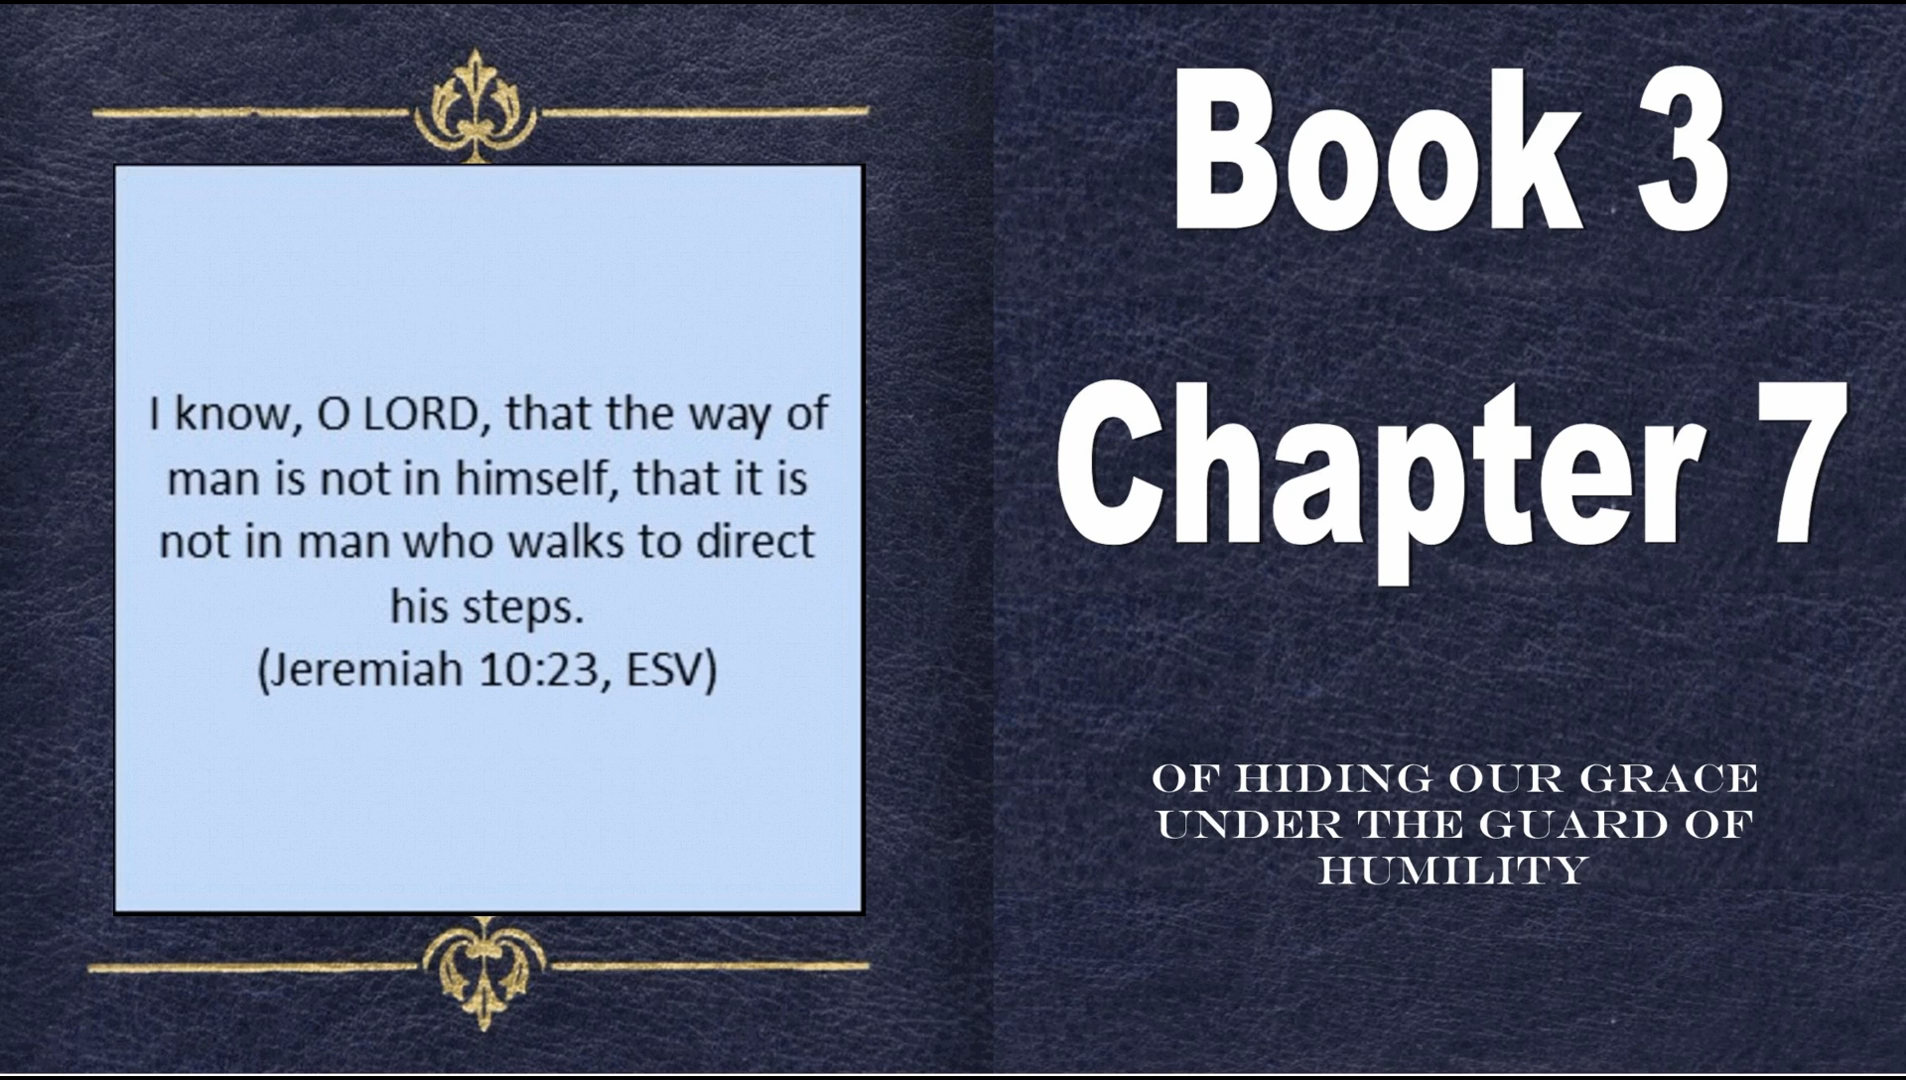 I know, O LORD, that the way of
man is not in himself, that it is
not in man who walks to direct
his steps.
(Jeremiah 10:23, ESV)
Book 3
Chapter 7
OF HIDING OUR GRACE
UNDER THE GUARD OF
HUMILITY